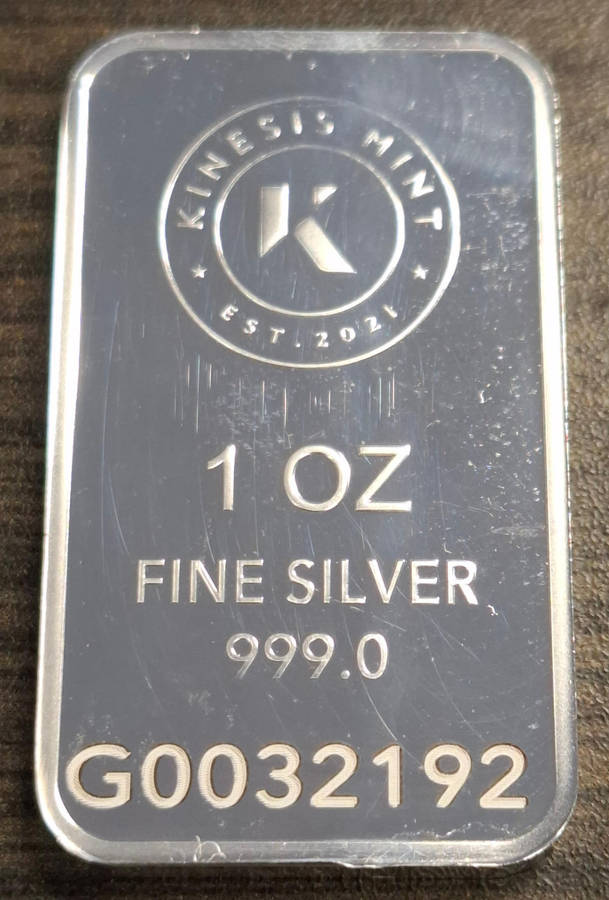 KINESIS MINT
K
★ EST. 2021 ★
1 OZ
FINE SILVER
999.0
G0032192